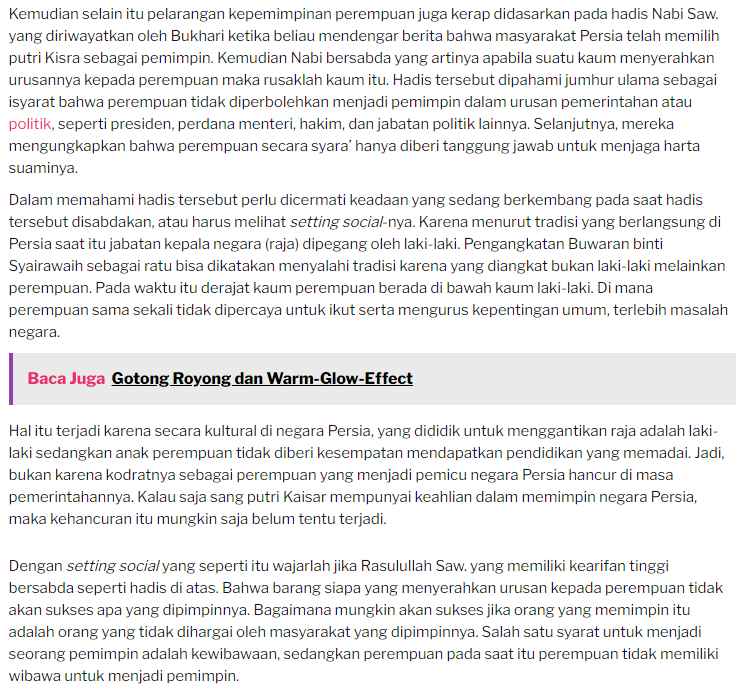 Kemudian selain itu pelarangan kepemimpinan perempuan juga kerap didasarkan pada hadis Nabi Saw.
yang diriwayatkan oleh Bukhari ketika beliau mendengar berita bahwa masyarakat Persia telah memilih
putri Kisra sebagai pemimpin. Kemudian Nabi bersabda yang artinya apabila suatu kaum menyerahkan
urusannya kepada perempuan maka rusaklah kaum itu. Hadis tersebut dipahami jumhur ulama sebagai
isyarat bahwa perempuan tidak diperbolehkan menjadi pemimpin dalam urusan pemerintahan atau
politik, seperti presiden, perdana menteri, hakim, dan jabatan politik lainnya. Selanjutnya, mereka
mengungkapkan bahwa perempuan secara syara’ hanya diberi tanggung jawab untuk menjaga harta
suaminya.
Dalam memahami hadis tersebut perlu dicermati keadaan yang sedang berkembang pada saat hadis
tersebut disabdakan, atau harus melihat setting social-nya. Karena menurut tradisi yang berlangsung di
Persia saat itu jabatan kepala negara (raja) dipegang oleh laki-laki. Pengangkatan Buwaran binti
Syairawaih sebagai ratu bisa dikatakan menyalahi tradisi karena yang diangkat bukan laki-laki melainkan
perempuan. Pada waktu itu derajat kaum perempuan berada di bawah kaum laki-laki. Di mana
perempuan sama sekali tidak dipercaya untuk ikut serta mengurus kepentingan umum, terlebih masalah
negara.
Baca Juga Gotong Royong dan Warm-Glow-Effect
Hal itu terjadi karena secara kultural di negara Persia, yang dididik untuk menggantikan raja adalah laki-
laki sedangkan anak perempuan tidak diberi kesempatan mendapatkan pendidikan yang memadai. Jadi,
bukan karena kodratnya sebagai perempuan yang menjadi pemicu negara Persia hancur di masa
pemerintahannya. Kalau saja sang putri Kaisar mempunyai keahlian dalam memimpin negara Persia,
maka kehancuran itu mungkin saja belum tentu terjadi.
Dengan setting social yang seperti itu wajarlah jika Rasulullah Saw. yang memiliki kearifan tinggi
bersabda seperti hadis di atas. Bahwa barang siapa yang menyerahkan urusan kepada perempuan tidak
akan sukses apa yang dipimpinnya. Bagaimana mungkin akan sukses jika orang yang memimpin itu
adalah orang yang tidak dihargai oleh masyarakat yang dipimpinnya. Salah satu syarat untuk menjadi
seorang pemimpin adalah kewibawaan, sedangkan perempuan pada saat itu perempuan tidak memiliki
wibawa untuk menjadi pemimpin.